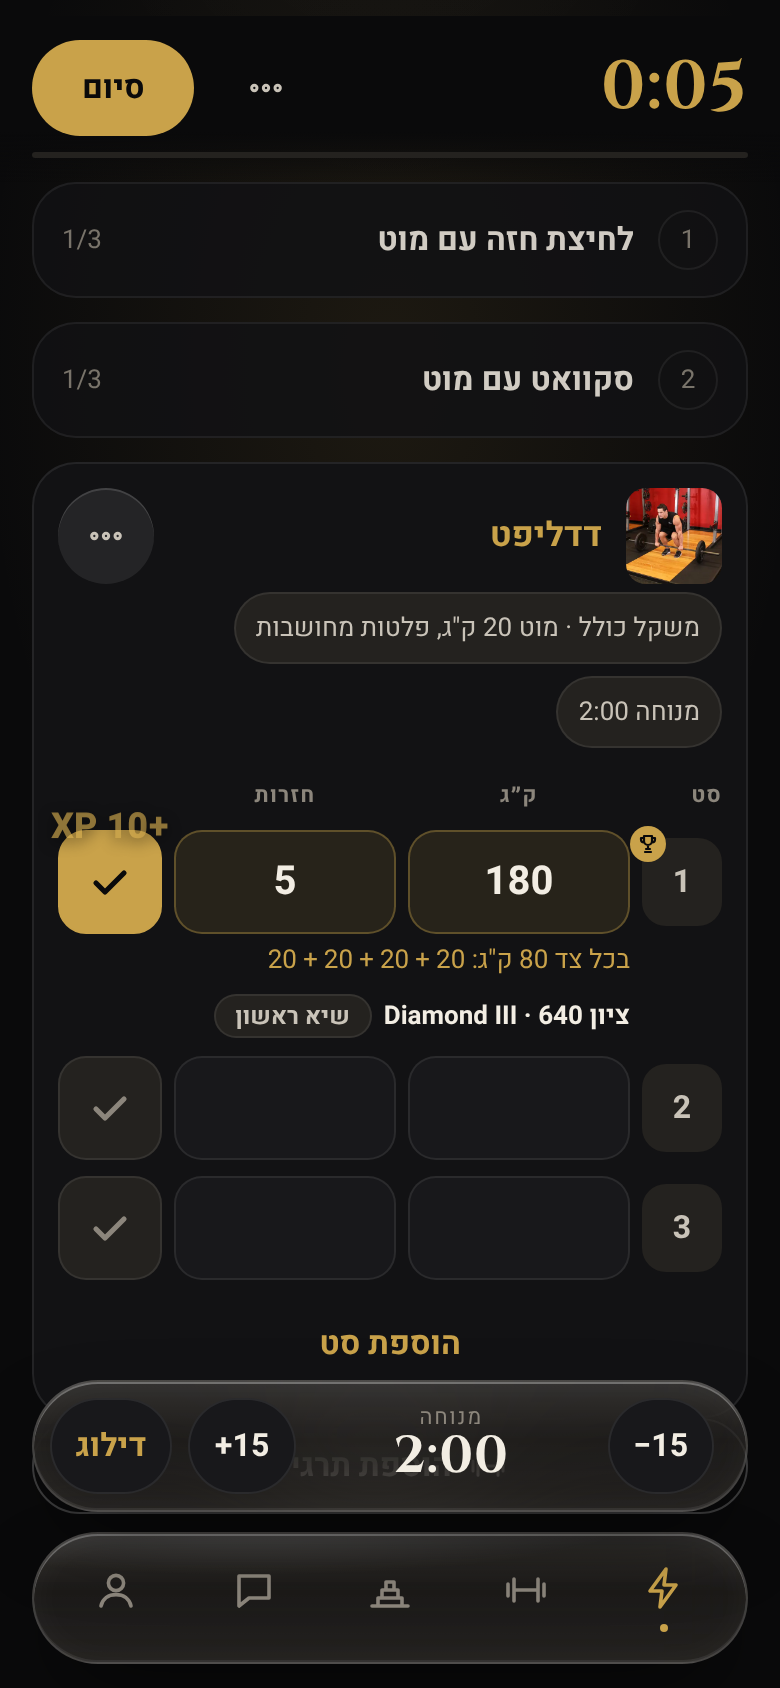 0:05
סיום
1 לחיצת חזה עם מוט 1/3
2 סקוואט עם מוט 1/3
דדליפט
משקל כולל · מוט 20 ק"ג, פלטות מחושבות
מנוחה 2:00
סט ק״ג חזרות
+10 XP
1 180 5
בכל צד 80 ק"ג: 20 + 20 + 20 + 20
ציון 640 · Diamond III שיא ראשון
2
3
הוספת סט
מנוחה
−15 2:00 +15 דילוג
הוספת תרגי